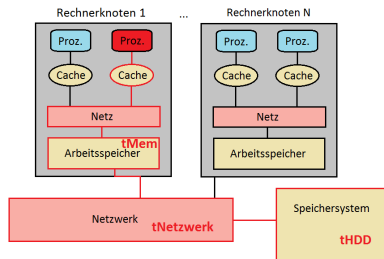 Rechnerknoten 1 ... Rechnerknoten N
Proz. Proz. Proz. Proz.
Cache Cache Cache Cache
Netz Netz
tMem
Arbeitsspeicher Arbeitsspeicher
Netzwerk tNetzwerk
Speichersystem
tHDD